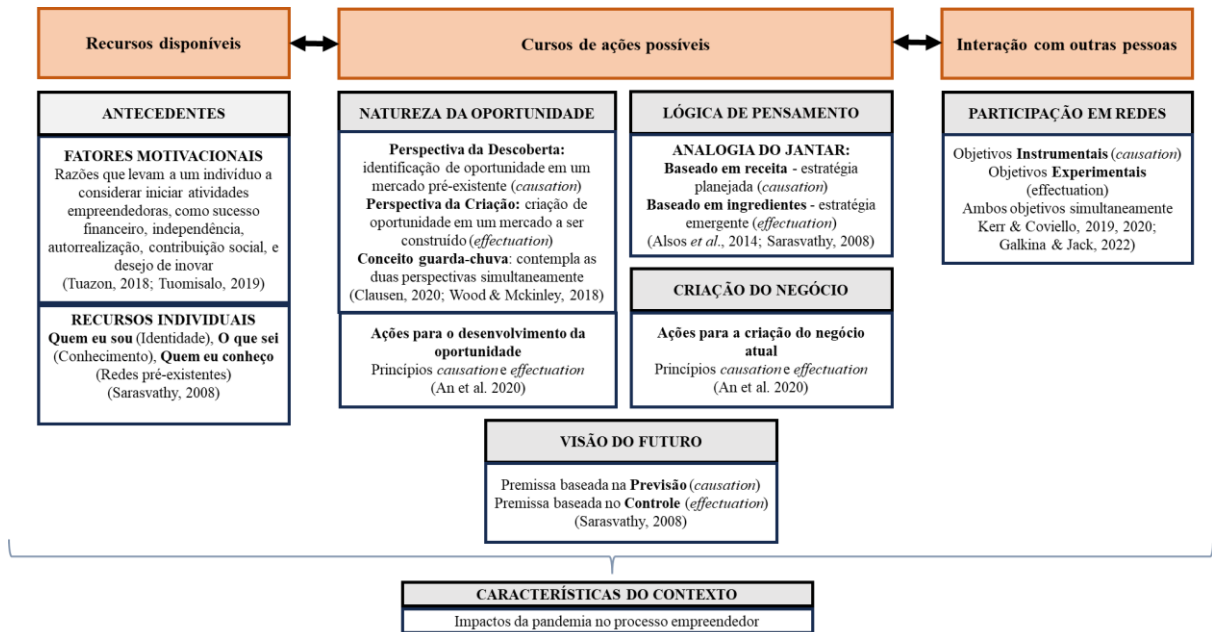 Recursos disponíveis
Cursos de ações possíveis
Interação com outras pessoas
ANTECEDENTES
FATORES MOTIVACIONAIS
Razões que levam a um indivíduo a
considerar iniciar atividades
empreendedoras, como sucesso
financeiro, independência,
autorrealização, contribuição social, e
desejo de inovar
(Tuazon, 2018; Tuomisalo, 2019)
RECURSOS INDIVIDUAIS
Quem eu sou (Identidade), O que sei
(Conhecimento), Quem eu conheço
(Redes pré-existentes)
(Sarasvathy, 2008)
NATUREZA DA OPORTUNIDADE
Perspectiva da Descoberta:
identificação de oportunidade em um
mercado pré-existente (causation)
Perspectiva da Criação: criação de
oportunidade em um mercado a ser
construído (effectuation)
Conceito guarda-chuva: contempla as
duas perspectivas simultaneamente
(Clausen, 2020; Wood & Mckinley, 2018)
Ações para o desenvolvimento da
oportunidade
Princípios causation e effectuation
(An et al. 2020)
LÓGICA DE PENSAMENTO
ANALOGIA DO JANTAR:
Baseado em receita - estratégia
planejada (causation)
Baseado em ingredientes - estratégia
emergente (effectuation)
(Alsos et al., 2014; Sarasvathy, 2008)
CRIAÇÃO DO NEGÓCIO
Ações para a criação do negócio
atual
Princípios causation e effectuation
(An et al. 2020)
PARTICIPAÇÃO EM REDES
Objetivos Instrumentais (causation)
Objetivos Experimentais
(effectuation)
Ambos objetivos simultaneamente
Kerr & Coviello, 2019, 2020;
Galkina & Jack, 2022)
VISÃO DO FUTURO
Premissa baseada na Previsão (causation)
Premissa baseada no Controle (effectuation)
(Sarasvathy, 2008)
CARACTERÍSTICAS DO CONTEXTO
Impactos da pandemia no processo empreendedor